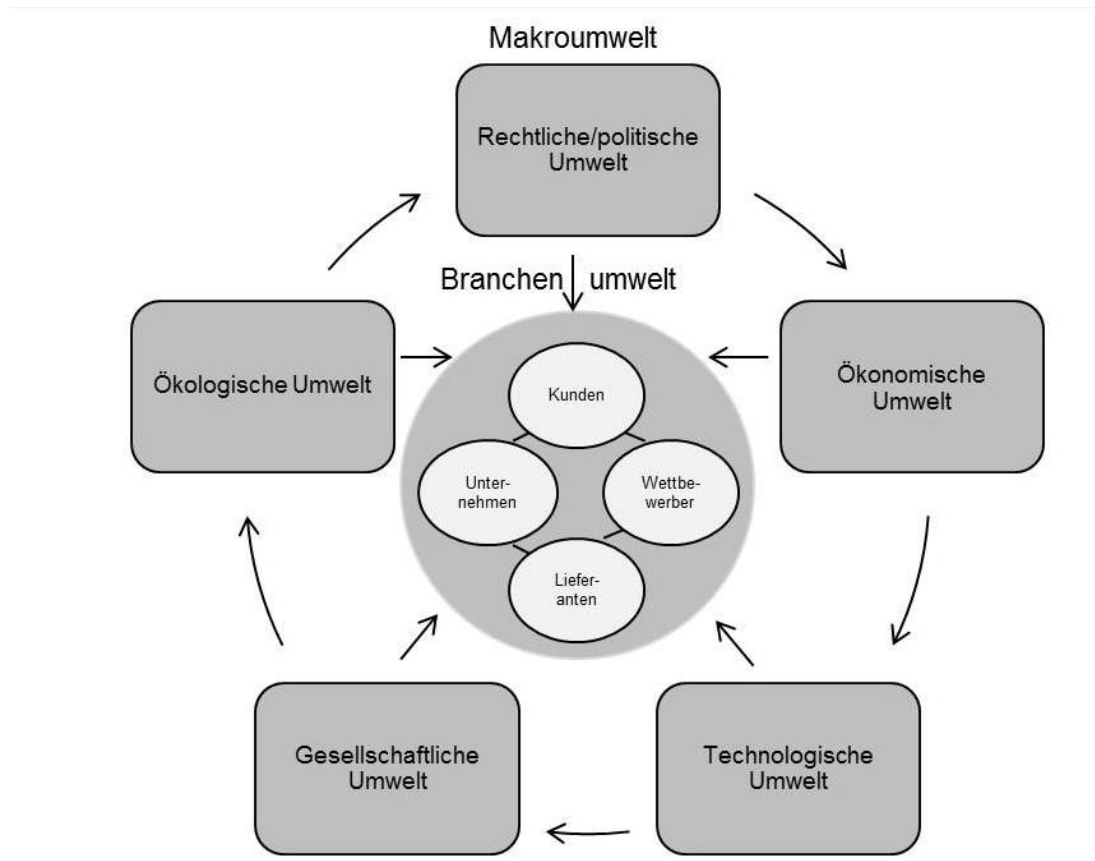 Makroumwelt
Rechtliche/politische
Umwelt
Branchen umwelt
Ökologische Umwelt
Ökonomische
Umwelt
Kunden
Unter-
nehmen
Wettbe-
werber
Liefer-
anten
Gesellschaftliche
Umwelt
Technologische
Umwelt